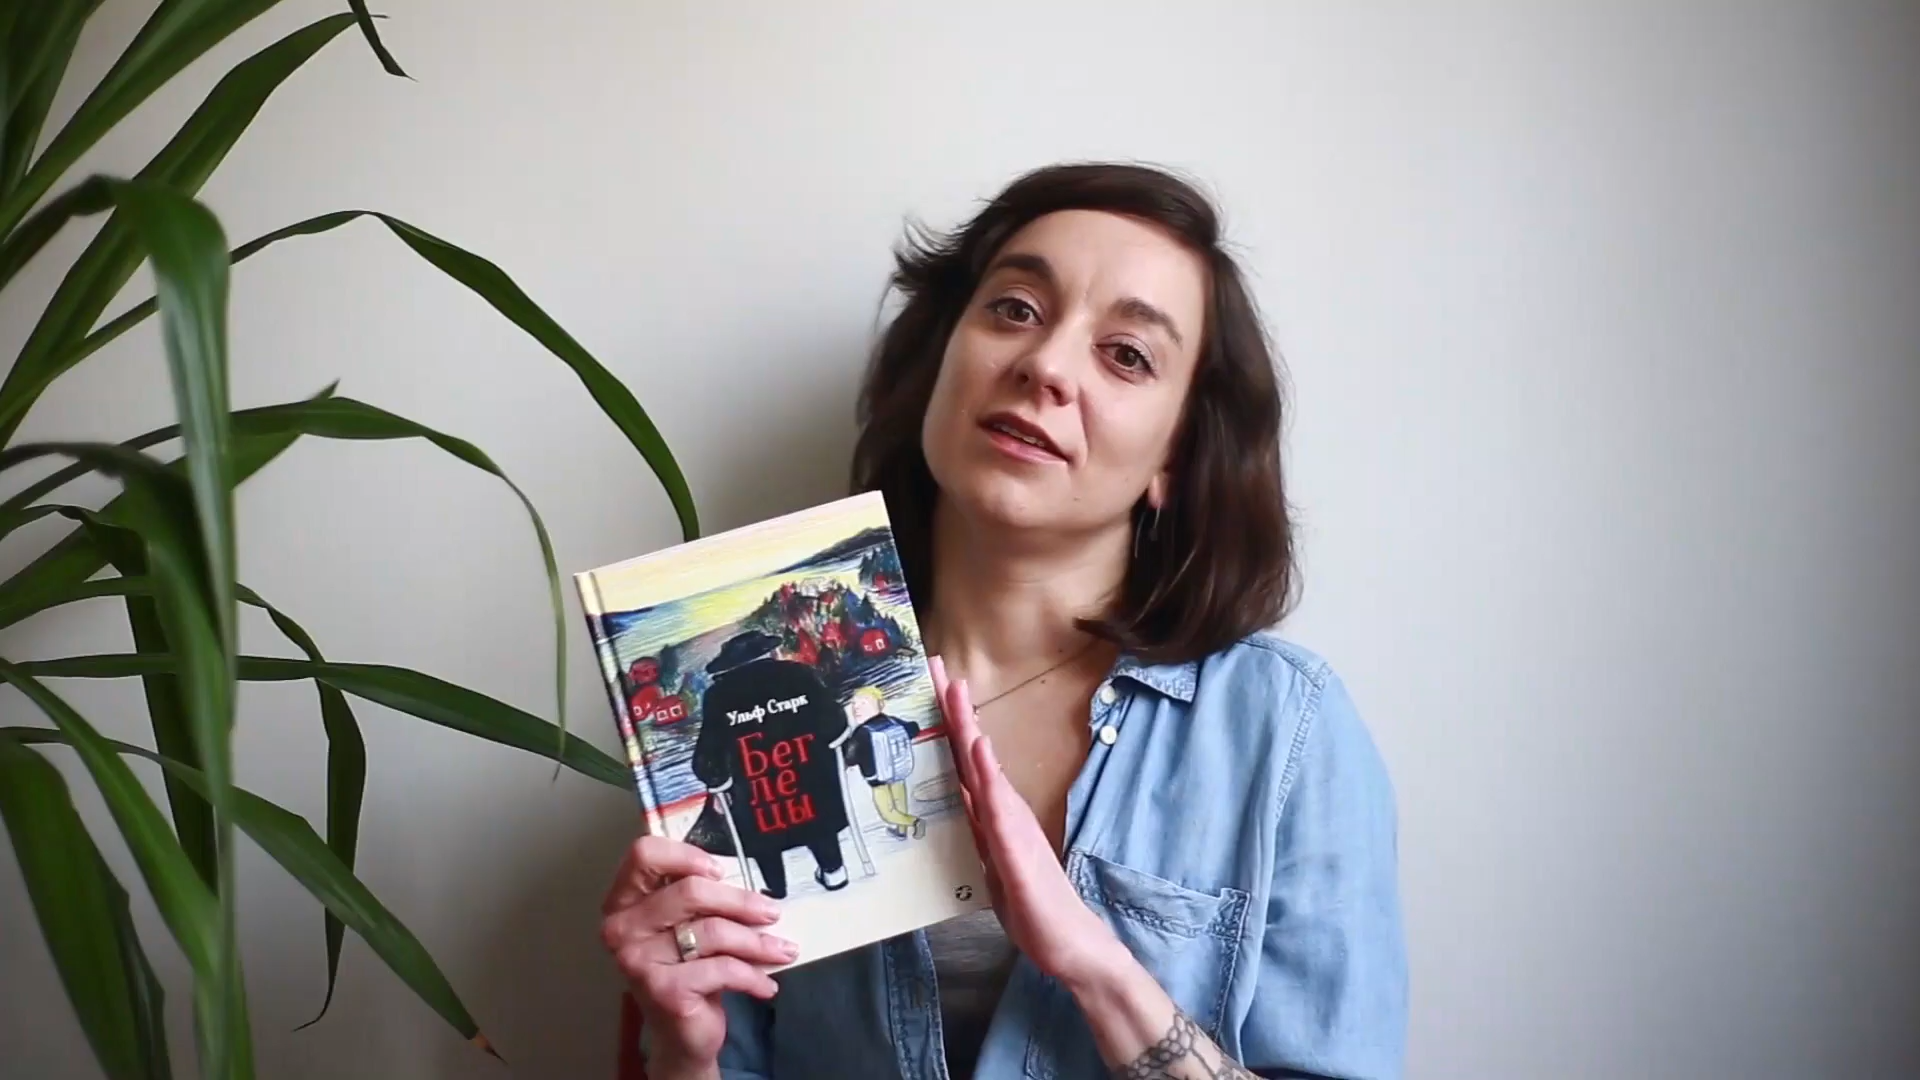 Ульф Старк
Бег
ле
цы